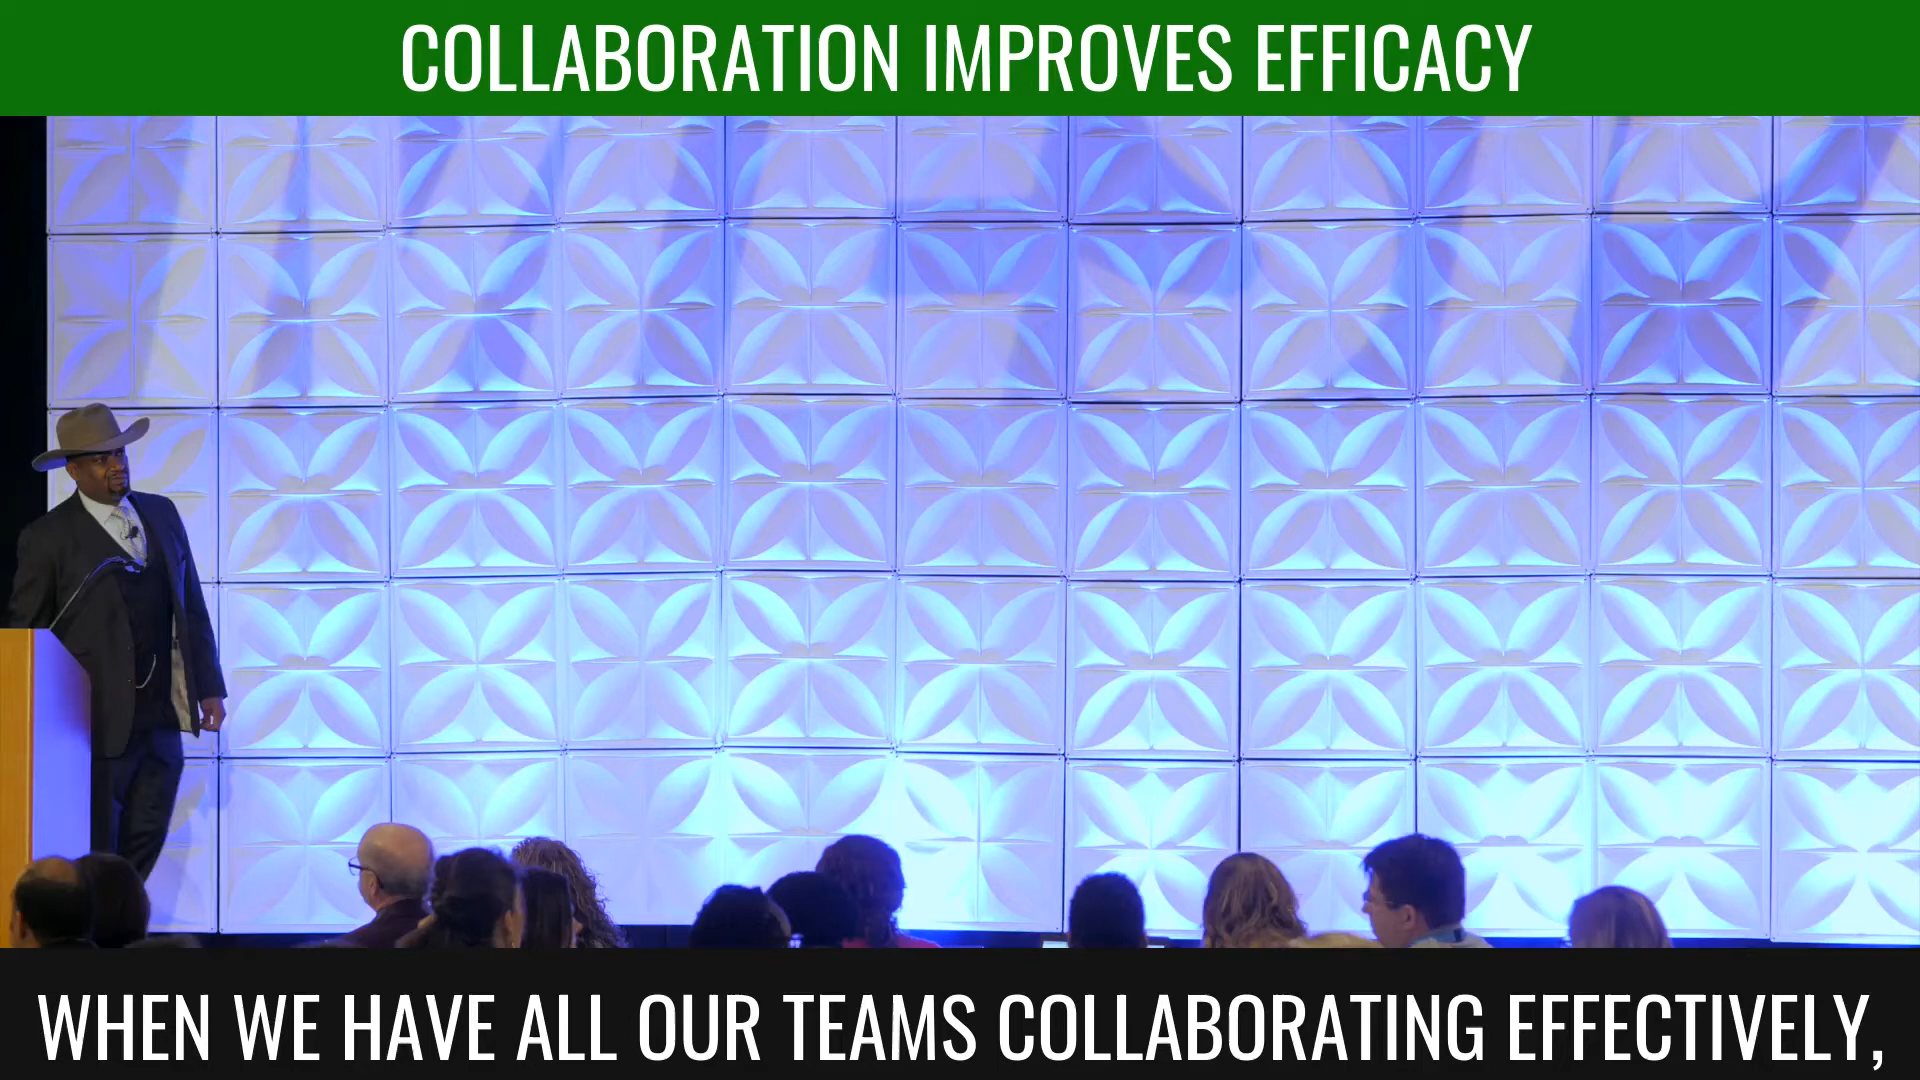 COLLABORATION IMPROVES EFFICACY
WHEN WE HAVE ALL OUR TEAMS COLLABORATING EFFECTIVELY,